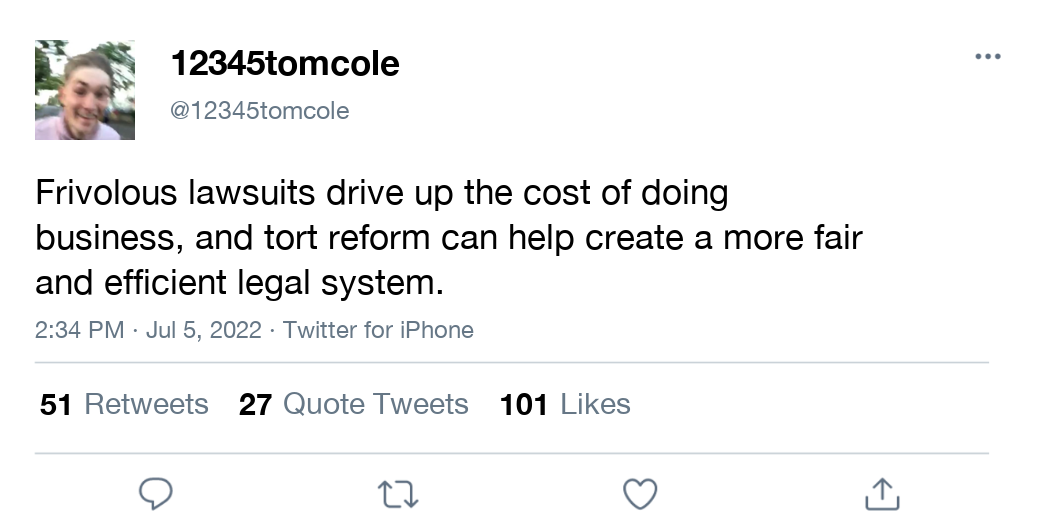 12345tomcole
@12345tomcole
Frivolous lawsuits drive up the cost of doing
business, and tort reform can help create a more fair
and efficient legal system.
2:34 PM · Jul 5, 2022 · Twitter for iPhone
51 Retweets 27 Quote Tweets 101 Likes